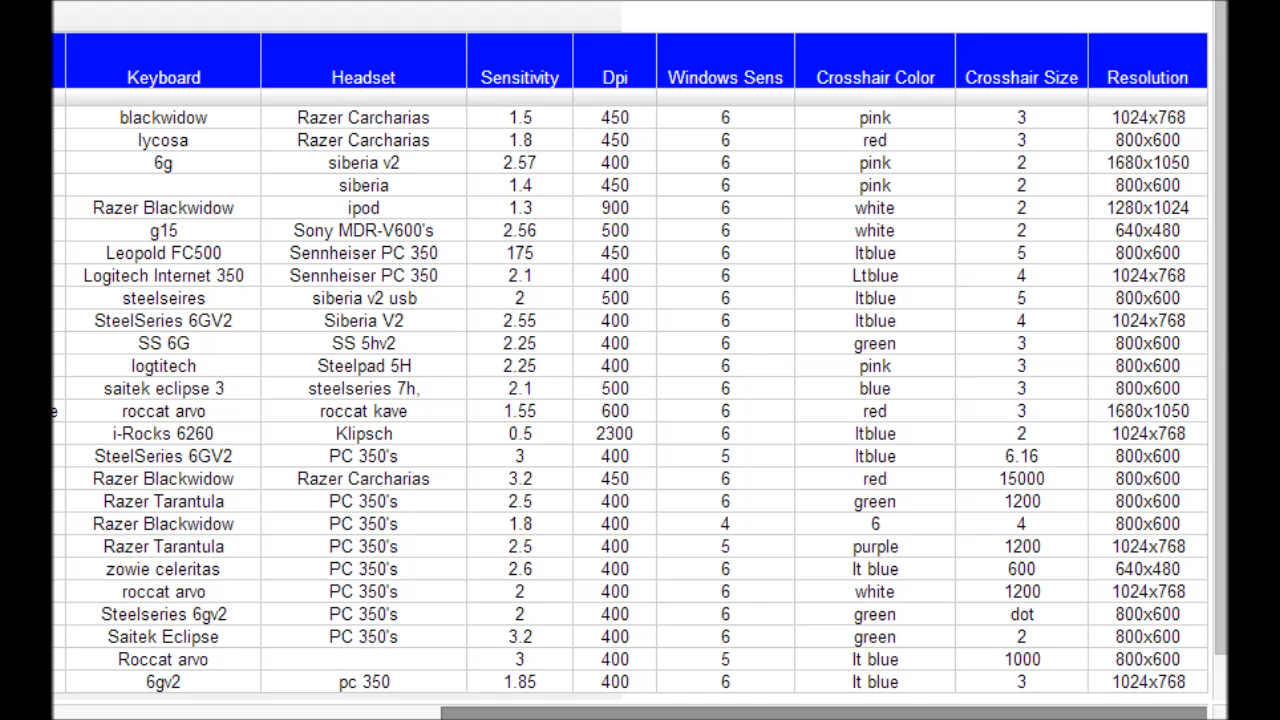 Keyboard Headset Sensitivity Dpi Windows Sens Crosshair Color Crosshair Size Resolution
blackwidow Razer Carcharias 1.5 450 6 pink 3 1024x768
lycosa Razer Carcharias 1.8 450 6 red 3 800x600
6g siberia v2 2.57 400 6 pink 2 1680x1050
siberia 1.4 450 6 pink 2 800x600
Razer Blackwidow ipod 1.3 900 6 white 2 1280x1024
g15 Sony MDR-V600's 2.56 500 6 white 2 640x480
Leopold FC500 Sennheiser PC 350 175 450 6 ltblue 5 800x600
Logitech Internet 350 Sennheiser PC 350 2.1 400 6 Ltblue 4 1024x768
steelseires siberia v2 usb 2 500 6 ltblue 5 800x600
SteelSeries 6GV2 Siberia V2 2.55 400 6 ltblue 4 1024x768
SS 6G SS 5hv2 2.25 400 6 green 3 800x600
logtitech Steelpad 5H 2.25 400 6 pink 3 800x600
saitek eclipse 3 steelseries 7h, 2.1 500 6 blue 3 800x600
e roccat arvo roccat kave 1.55 600 6 red 3 1680x1050
i-Rocks 6260 Klipsch 0.5 2300 6 ltblue 2 1024x768
SteelSeries 6GV2 PC 350's 3 400 5 ltblue 6.16 800x600
Razer Blackwidow Razer Carcharias 3.2 450 6 red 15000 800x600
Razer Tarantula PC 350's 2.5 400 6 green 1200 800x600
Razer Blackwidow PC 350's 1.8 400 4 6 4 800x600
Razer Tarantula PC 350's 2.5 400 5 purple 1200 1024x768
zowie celeritas PC 350's 2.6 400 6 lt blue 600 640x480
roccat arvo PC 350's 2 400 6 white 1200 1024x768
Steelseries 6gv2 PC 350's 2 400 6 green dot 800x600
Saitek Eclipse PC 350's 3.2 400 6 green 2 800x600
Roccat arvo 3 400 5 lt blue 1000 800x600
6gv2 pc 350 1.85 400 6 lt blue 3 1024x768